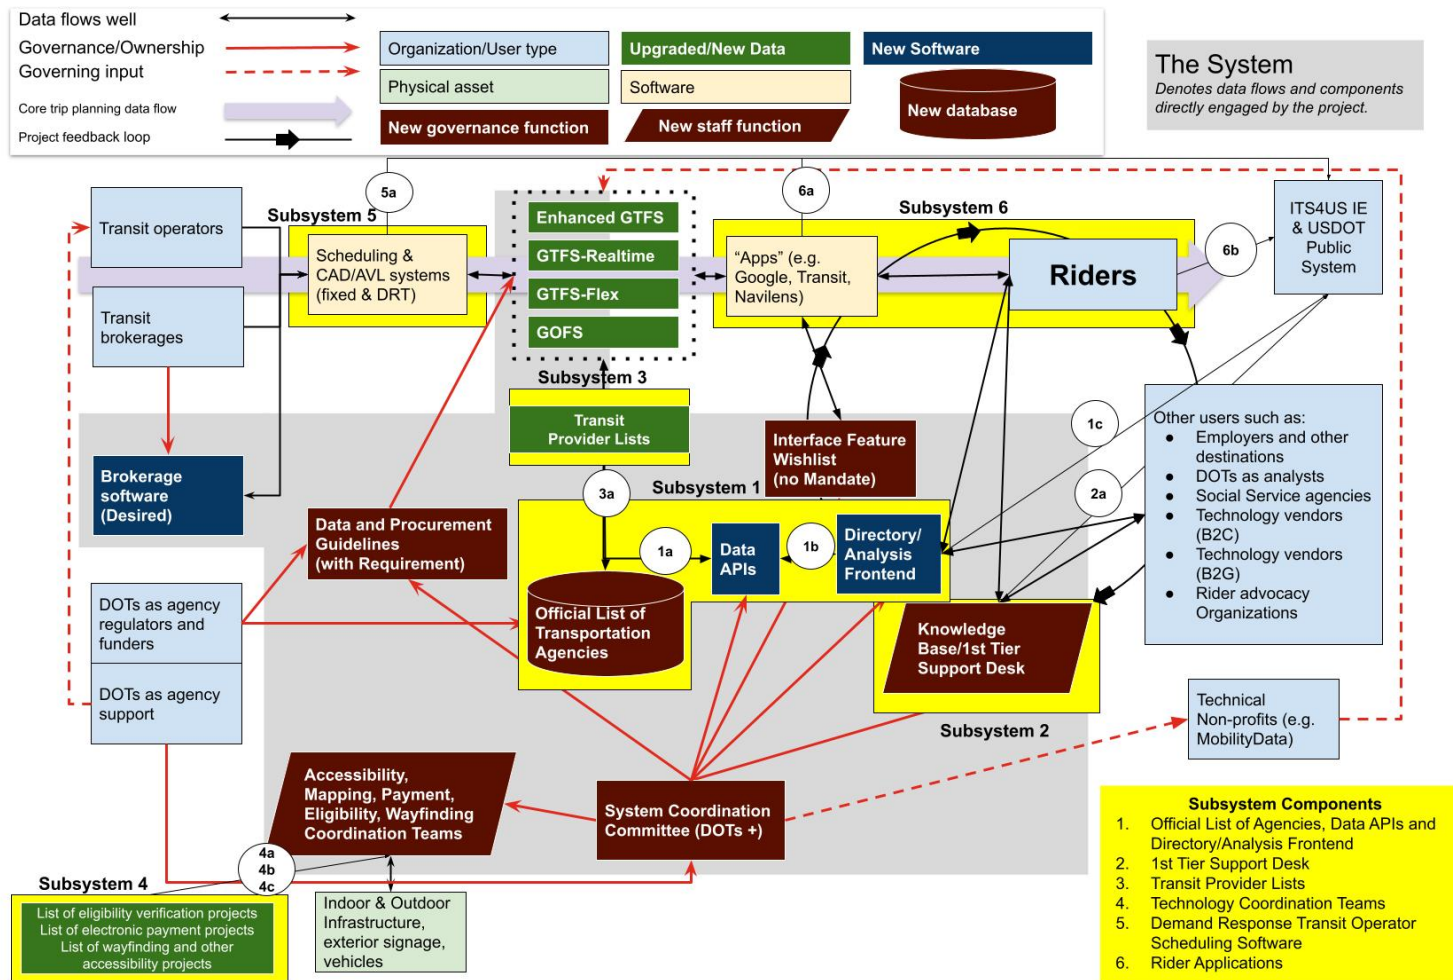 Data flows well
Governance/Ownership
Governing input
Core trip planning data flow
Project feedback loop
Organization/User type
Physical asset
New governance function
Upgraded/New Data
Software
New staff function
New Software
New database
The System
Denotes data flows and components
directly engaged by the project.
5a
6a
Subsystem 5
Subsystem 6
Transit operators
Scheduling &
CAD/AVL systems
(fixed & DRT)
Enhanced GTFS
GTFS-Realtime
GTFS-Flex
GOFS
"Apps" (e.g.
Google, Transit,
Navilens)
Riders
6b
ITS4US IE
& USDOT
Public
System
Transit
brokerages
Subsystem 3
Transit
Provider Lists
Brokerage
software
(Desired)
Interface Feature
Wishlist
(no Mandate)
1c
2a
Other users such as:
● Employers and other
destinations
● DOTs as analysts
● Social Service agencies
● Technology vendors
(B2C)
● Technology vendors
(B2G)
● Rider advocacy
Organizations
3a
Subsystem 1
Data and Procurement
Guidelines
(with Requirement)
1a
Data
APIs
1b
Directory/
Analysis
Frontend
Official List of
Transportation
Agencies
DOTs as agency
regulators and
funders
DOTs as agency
support
Knowledge
Base/1st Tier
Support Desk
Subsystem 2
Technical
Non-profits (e.g.
MobilityData)
Accessibility,
Mapping, Payment,
Eligibility, Wayfinding
Coordination Teams
System Coordination
Committee (DOTs +)
4a
4b
4c
Subsystem 4
List of eligibility verification projects
List of electronic payment projects
List of wayfinding and other
accessibility projects
Indoor & Outdoor
Infrastructure,
exterior signage,
vehicles
Subsystem Components
1. Official List of Agencies, Data APIs and
Directory/Analysis Frontend
2. 1st Tier Support Desk
3. Transit Provider Lists
4. Technology Coordination Teams
5. Demand Response Transit Operator
Scheduling Software
6. Rider Applications